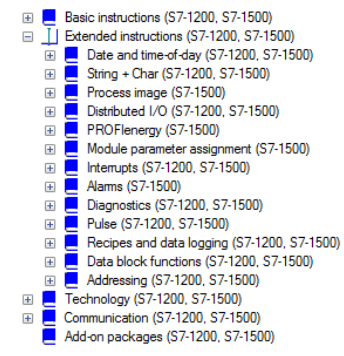 Basic instructions (S7-1200, S7-1500)
Extended instructions (S7-1200, S7-1500)
Date and time-of-day (S7-1200, S7-1500)
String + Char (S7-1200, S7-1500)
Process image (S7-1500)
Distributed I/O (S7-1200, S7-1500)
PROFIenergy (S7-1500)
Module parameter assignment (S7-1500)
Interrupts (S7-1200, S7-1500)
Alarms (S7-1500)
Diagnostics (S7-1200, S7-1500)
Pulse (S7-1200, S7-1500)
Recipes and data logging (S7-1200, S7-1500)
Data block functions (S7-1200, S7-1500)
Addressing (S7-1200, S7-1500)
Technology (S7-1200, S7-1500)
Communication (S7-1200, S7-1500)
Add-on packages (S7-1200, S7-1500)